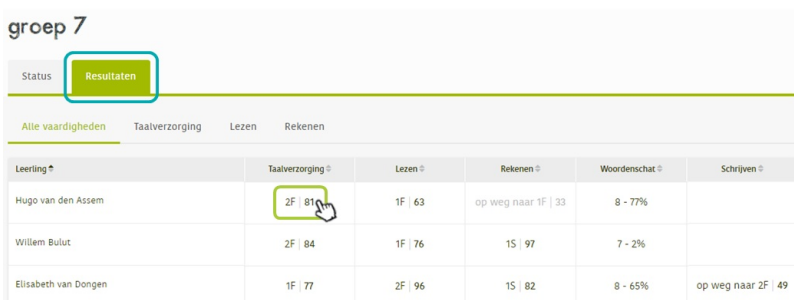 groep 7
Status Resultaten
Alle vaardigheden Taalverzorging Lezen Rekenen
Leerling Taalverzorging Lezen Rekenen Woordenschat Schrijven
Hugo van den Assem 2F | 81 1F | 63 op weg naar 1F | 33 8 - 77%
Willem Bulut 2F | 84 1F | 76 1S | 97 7 - 2%
Elisabeth van Dongen 1F | 77 2F | 96 1S | 82 8 - 65% op weg naar 2F | 49